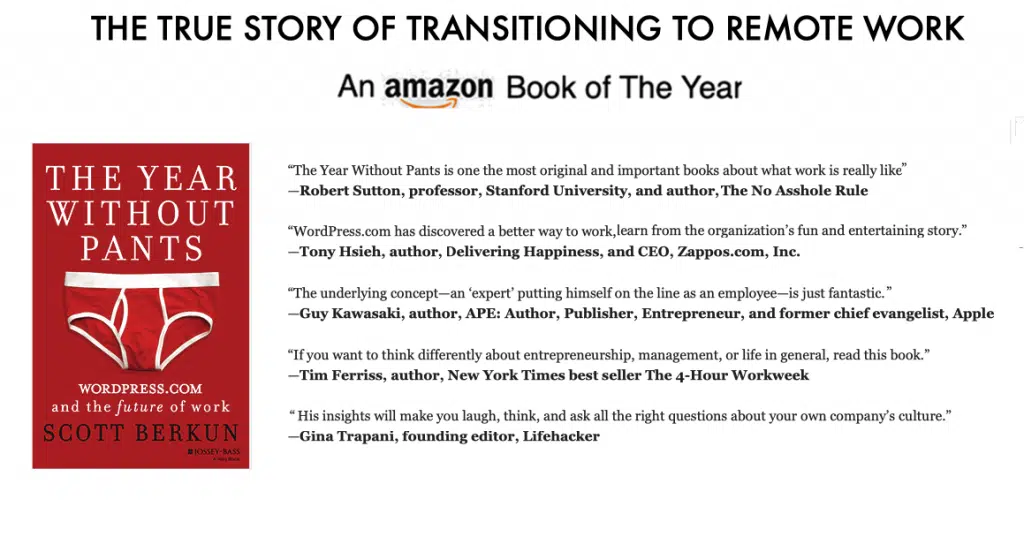 THE TRUE STORY OF TRANSITIONING TO REMOTE WORK
An amazon Book of The Year
THE YEAR
WITHOUT
PANTS
WORDPRESS.COM
and the future of work
SCOTT BERKUN
JOSSEY-BASS
“The Year Without Pants is one the most original and important books about what work is really like”
—Robert Sutton, professor, Stanford University, and author, The No Asshole Rule
“WordPress.com has discovered a better way to work,learn from the organization’s fun and entertaining story.”
—Tony Hsieh, author, Delivering Happiness, and CEO, Zappos.com, Inc.
“The underlying concept—an ‘expert’ putting himself on the line as an employee—is just fantastic.”
—Guy Kawasaki, author, APE: Author, Publisher, Entrepreneur, and former chief evangelist, Apple
“If you want to think differently about entrepreneurship, management, or life in general, read this book.”
—Tim Ferriss, author, New York Times best seller The 4-Hour Workweek
“ His insights will make you laugh, think, and ask all the right questions about your own company’s culture.”
—Gina Trapani, founding editor, Lifehacker